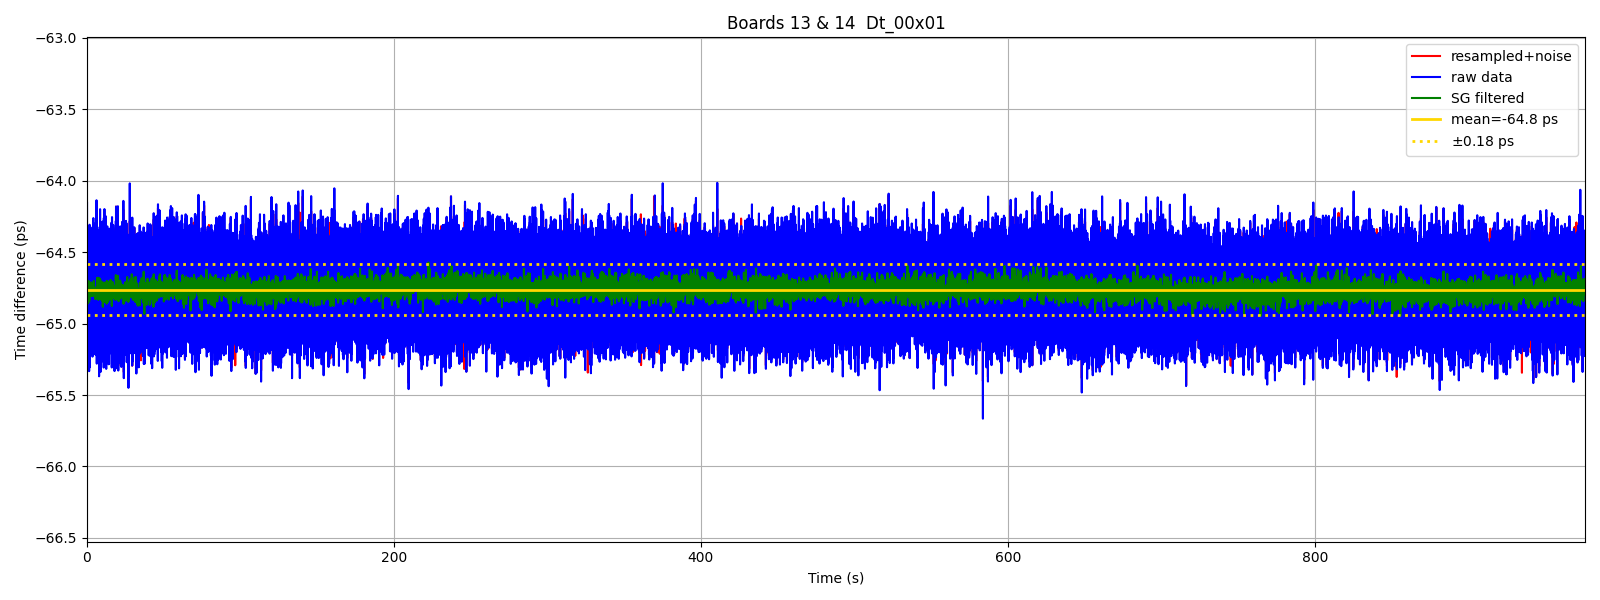 Boards 13 & 14  Dt_00x01
−63.0
−63.5
−64.0
−64.5
−65.0
−65.5
−66.0
−66.5
Time difference (ps)
resampled+noise
raw data
SG filtered
mean=-64.8 ps
±0.18 ps
0
200
400
600
800
Time (s)